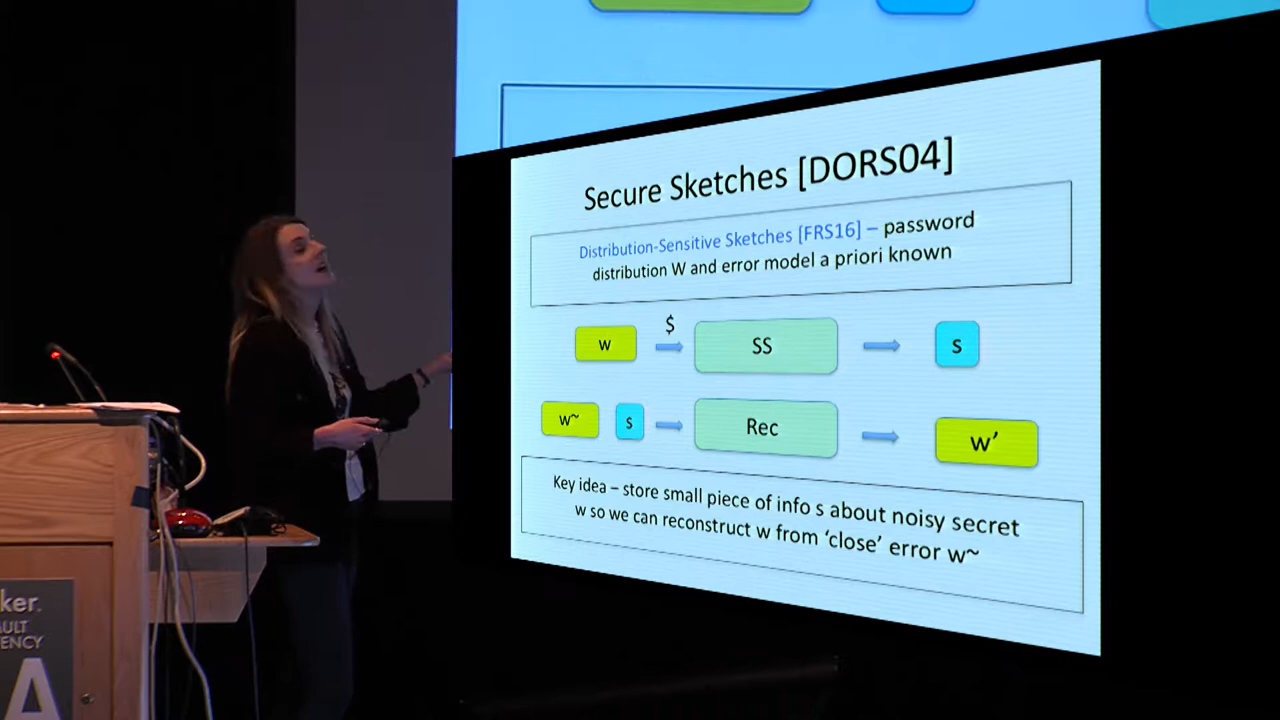 Secure Sketches [DORS04]
Distribution-Sensitive Sketches [FRS16] – password
distribution W and error model a priori known
w $ SS s
w~ s Rec w'
Key idea – store small piece of info s about noisy secret
w so we can reconstruct w from 'close' error w~
ker.
AULT
ENCY
A